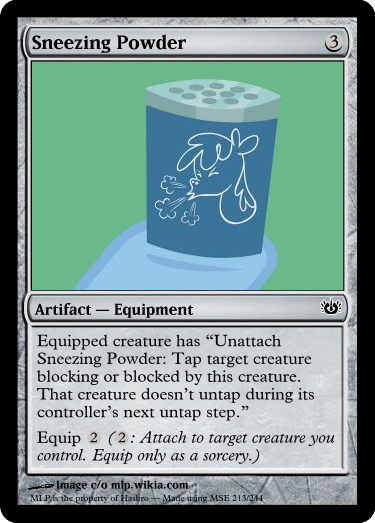 Sneezing Powder 3
Artifact — Equipment
Equipped creature has “Unattach
Sneezing Powder: Tap target creature
blocking or blocked by this creature.
That creature doesn’t untap during its
controller’s next untap step.”
Equip 2 (2: Attach to target creature you
control. Equip only as a sorcery.)
Image c/o mlp.wikia.com
MLP is the property of Hasbro — Made using MSE 213/244